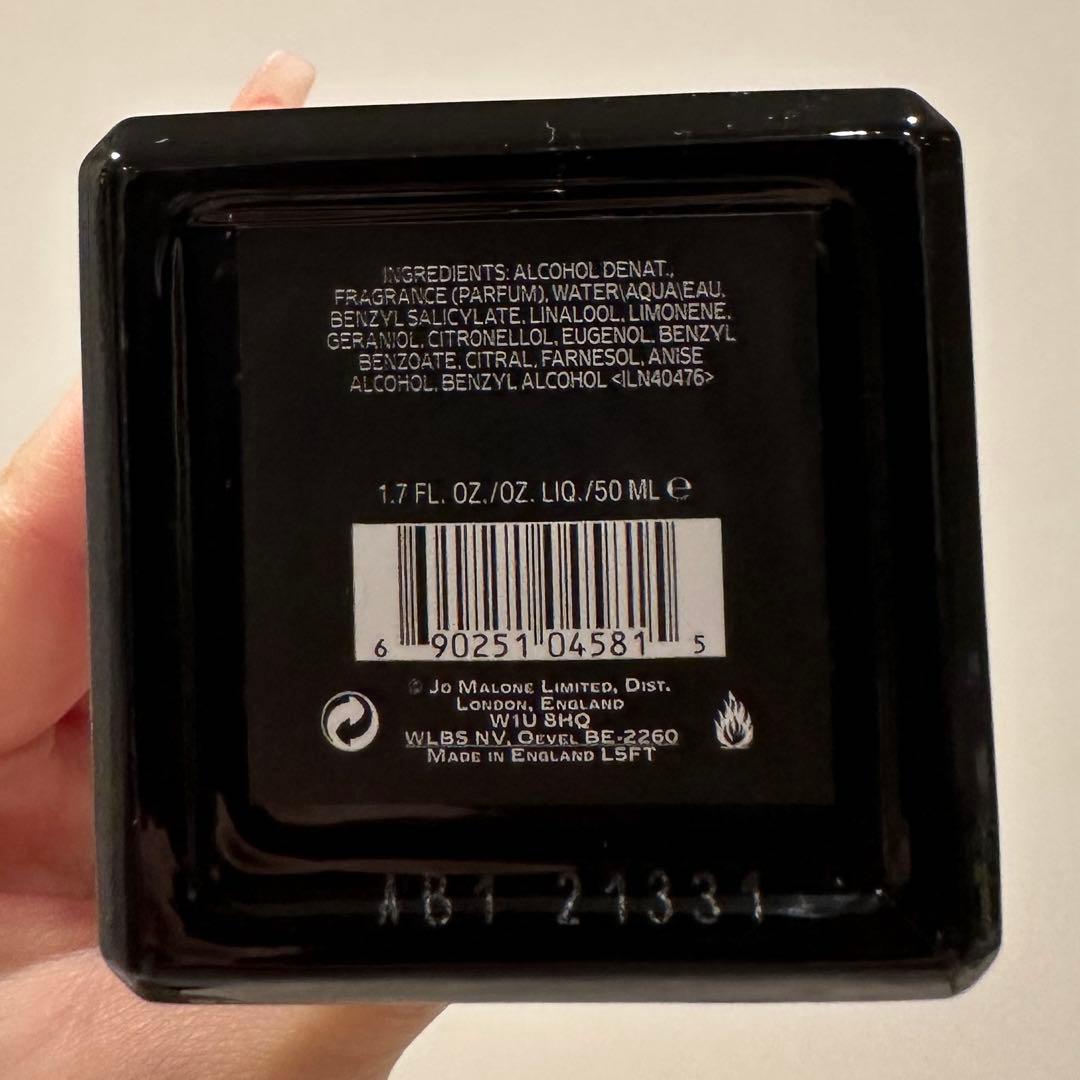 INGREDIENTS: ALCOHOL DENAT.,
FRAGRANCE (PARFUM), WATER\AQUA\EAU,
BENZYL SALICYLATE, LINALOOL, LIMONENE,
GERANIOL, CITRONELLOL, EUGENOL, BENZYL
BENZOATE, CITRAL, FARNESOL, ANISE
ALCOHOL, BENZYL ALCOHOL <ILN40476>
1.7 FL. OZ./OZ. LIQ./50 ML ℮
6 90251 04581 5
© JO MALONE LIMITED, DIST.
LONDON, ENGLAND
W1U 8HQ
WLBS NV, OEVEL BE-2260
MADE IN ENGLAND L5FT
AB1 21331